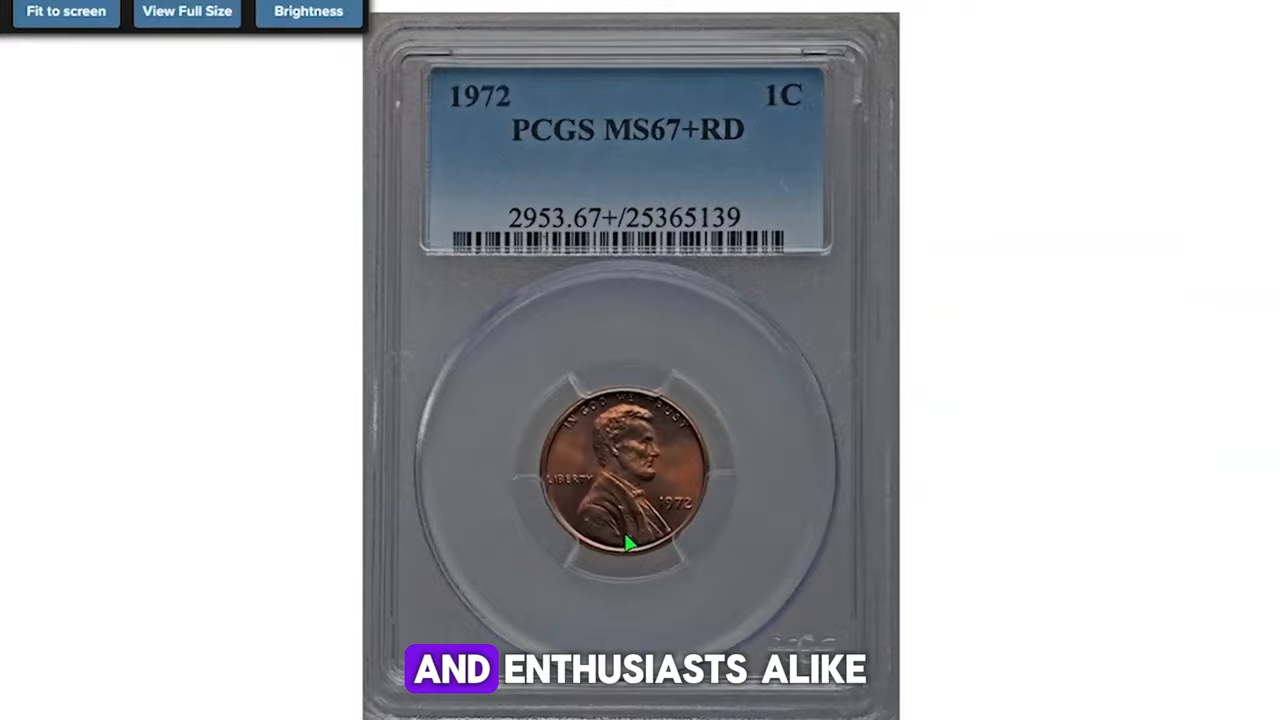 Fit to screen
View Full Size
Brightness
1972 1C
PCGS MS67+RD
2953.67+/25365139
IN GOD WE TRUST
LIBERTY
1972
AND ENTHUSIASTS ALIKE